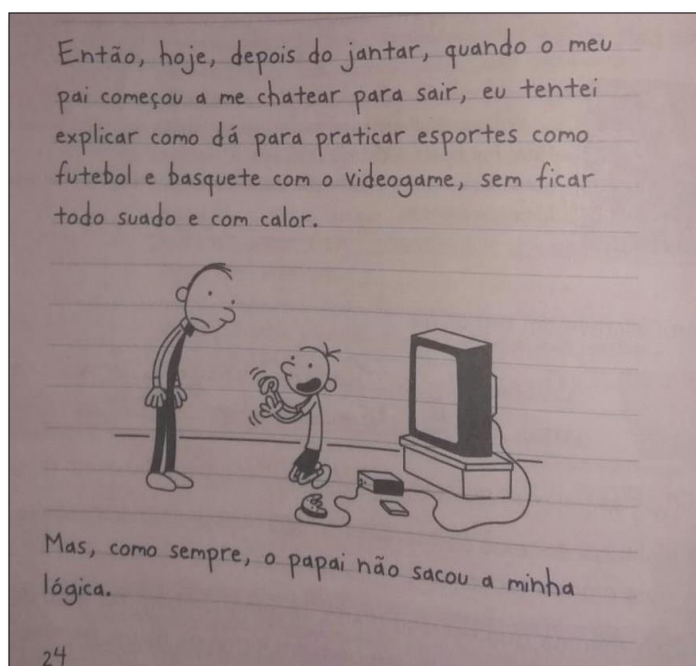 Então, hoje, depois do jantar, quando o meu
pai começou a me chatear para sair, eu tentei
explicar como dá para praticar esportes como
futebol e basquete com o videogame, sem ficar
todo suado e com calor.
Mas, como sempre, o papai não sacou a minha
lógica.
24